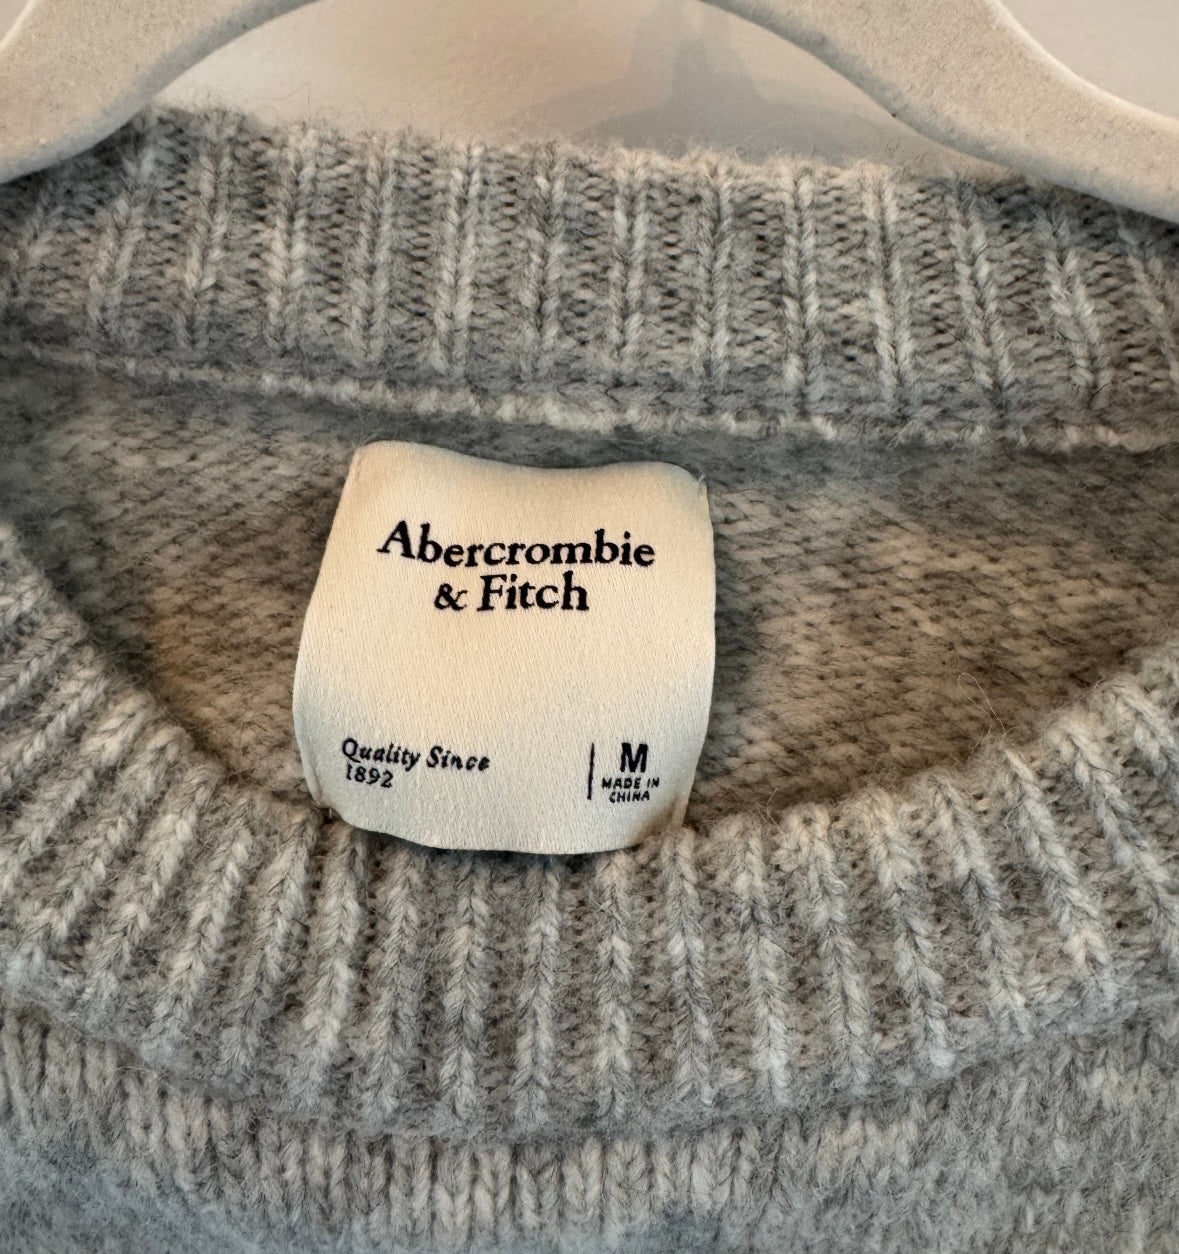 Abercrombie
& Fitch
Quality Since
1892
M
MADE IN
CHINA